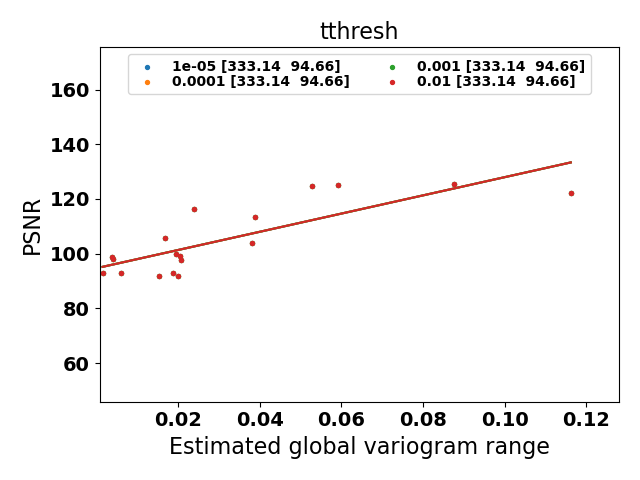 tthresh
1e-05 [333.14  94.66]
0.0001 [333.14  94.66]
0.001 [333.14  94.66]
0.01 [333.14  94.66]
PSNR
160
140
120
100
80
60
0.02 0.04 0.06 0.08 0.10 0.12
Estimated global variogram range